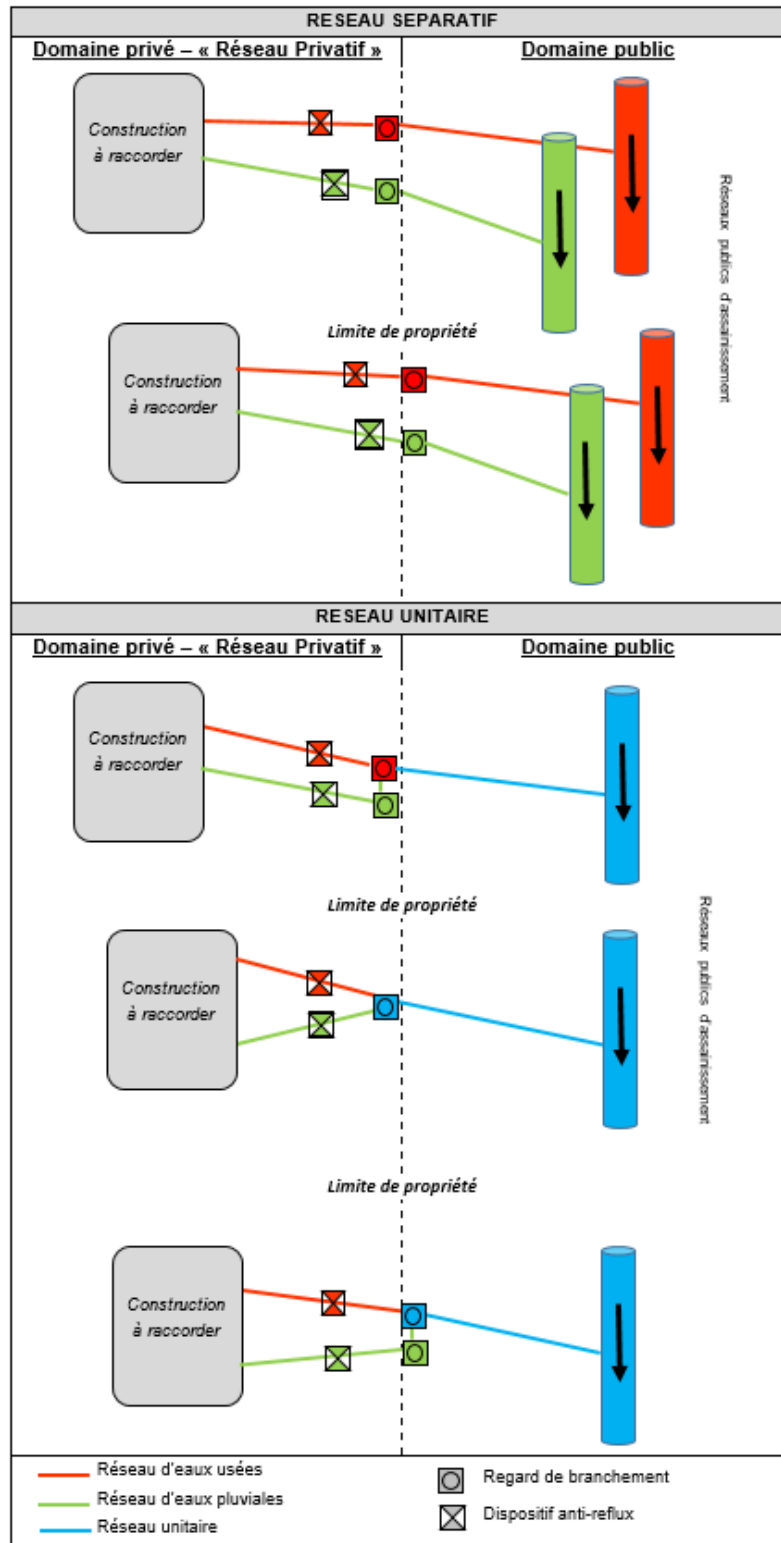 RESEAU SEPARATIF
Domaine privé – « Réseau Privatif »
Domaine public
Construction
à raccorder
Réseaux publics d'assainissement
Limite de propriété
Construction
à raccorder
RESEAU UNITAIRE
Domaine privé – « Réseau Privatif »
Domaine public
Construction
à raccorder
Limite de propriété
Réseaux publics d'assainissement
Construction
à raccorder
Limite de propriété
Construction
à raccorder
Réseau d'eaux usées
Réseau d'eaux pluviales
Réseau unitaire
Regard de branchement
Dispositif anti-reflux